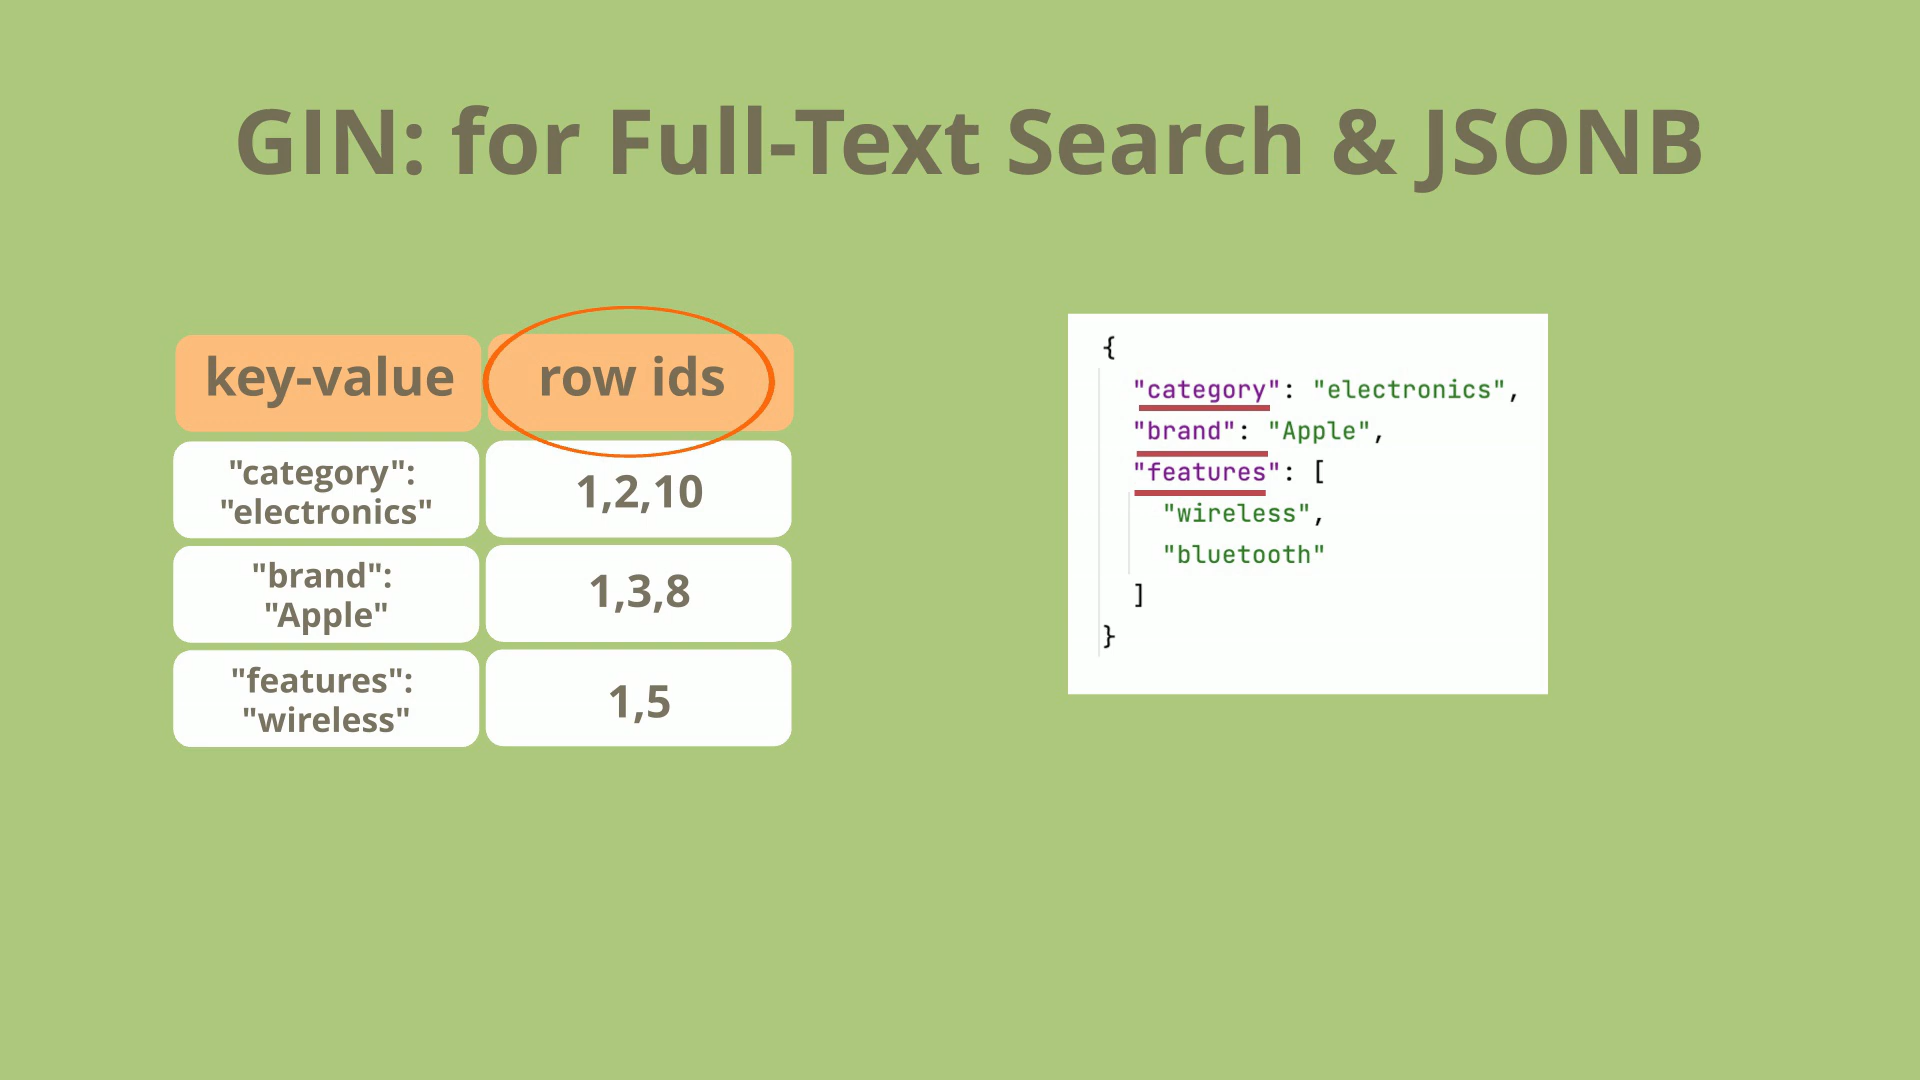 GIN: for Full-Text Search & JSONB
key-value
row ids
"category":
"electronics"
1,2,10
"brand":
"Apple"
1,3,8
"features":
"wireless"
1,5
{
"category": "electronics",
"brand": "Apple",
"features": [
"wireless",
"bluetooth"
]
}